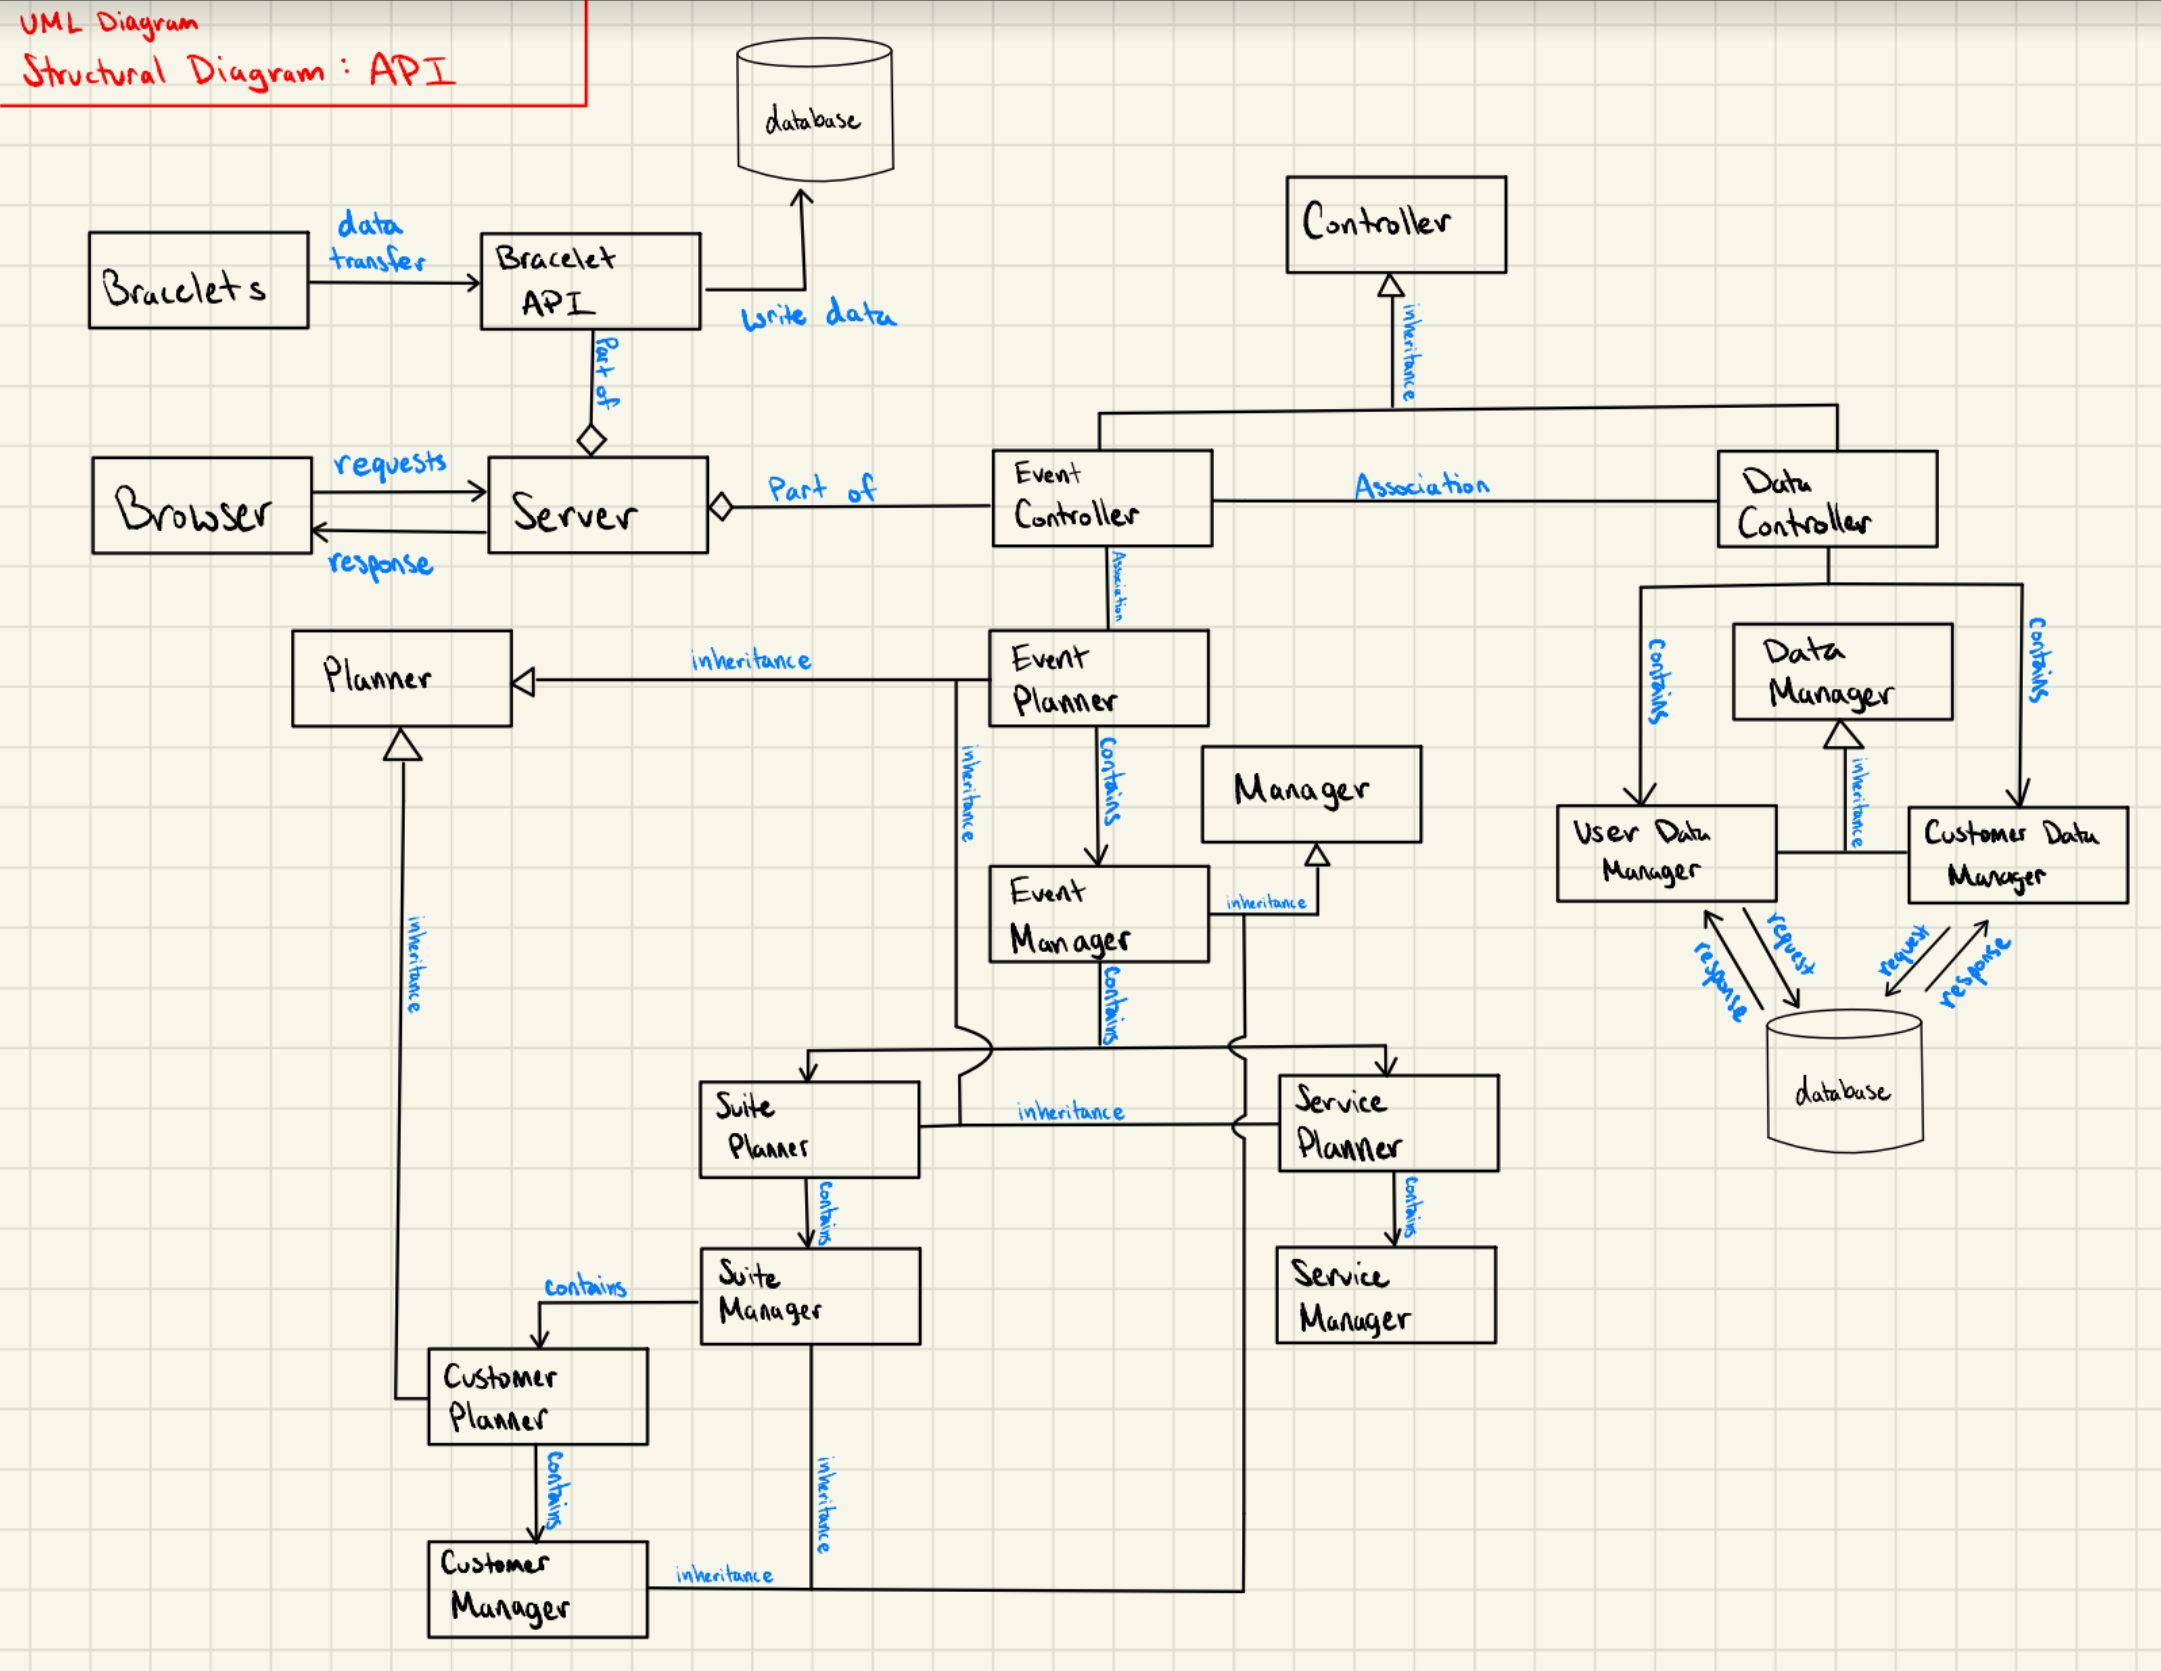 UML Diagram
Structural Diagram : API
database
Controller
data
transfer
Bracelets
Bracelet
API
write data
inheritance
Part of
requests
Browser
Server
response
Part of
Event
Controller
Association
Data
Controller
Association
Planner
inheritance
Event
Planner
contains
Data
Manager
contains
inheritance
contains
Manager
inheritance
User Data
Manager
Customer Data
Manager
Event
Manager
inheritance
inheritance
contains
response
request
request
response
database
Suite
Planner
inheritance
Service
Planner
contains
contains
Suite
Manager
Service
Manager
contains
Customer
Planner
contains
inheritance
Customer
Manager
inheritance